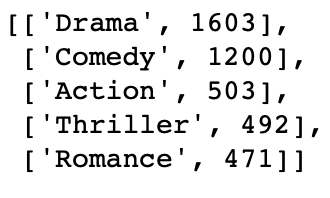 [['Drama', 1603],
['Comedy', 1200],
['Action', 503],
['Thriller', 492],
['Romance', 471]]